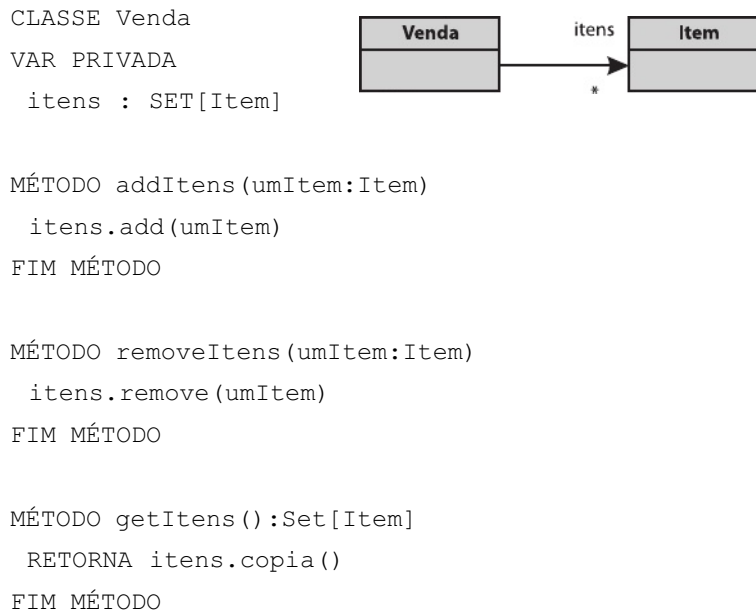 CLASSE Venda
VAR PRIVADA
itens : SET[Item]
MÉTODO addItens(umItem:Item)
itens.add(umItem)
FIM MÉTODO
MÉTODO removeItens(umItem:Item)
itens.remove(umItem)
FIM MÉTODO
MÉTODO getItens():Set[Item]
RETORNA itens.copia()
FIM MÉTODO
Venda
itens
*
Item